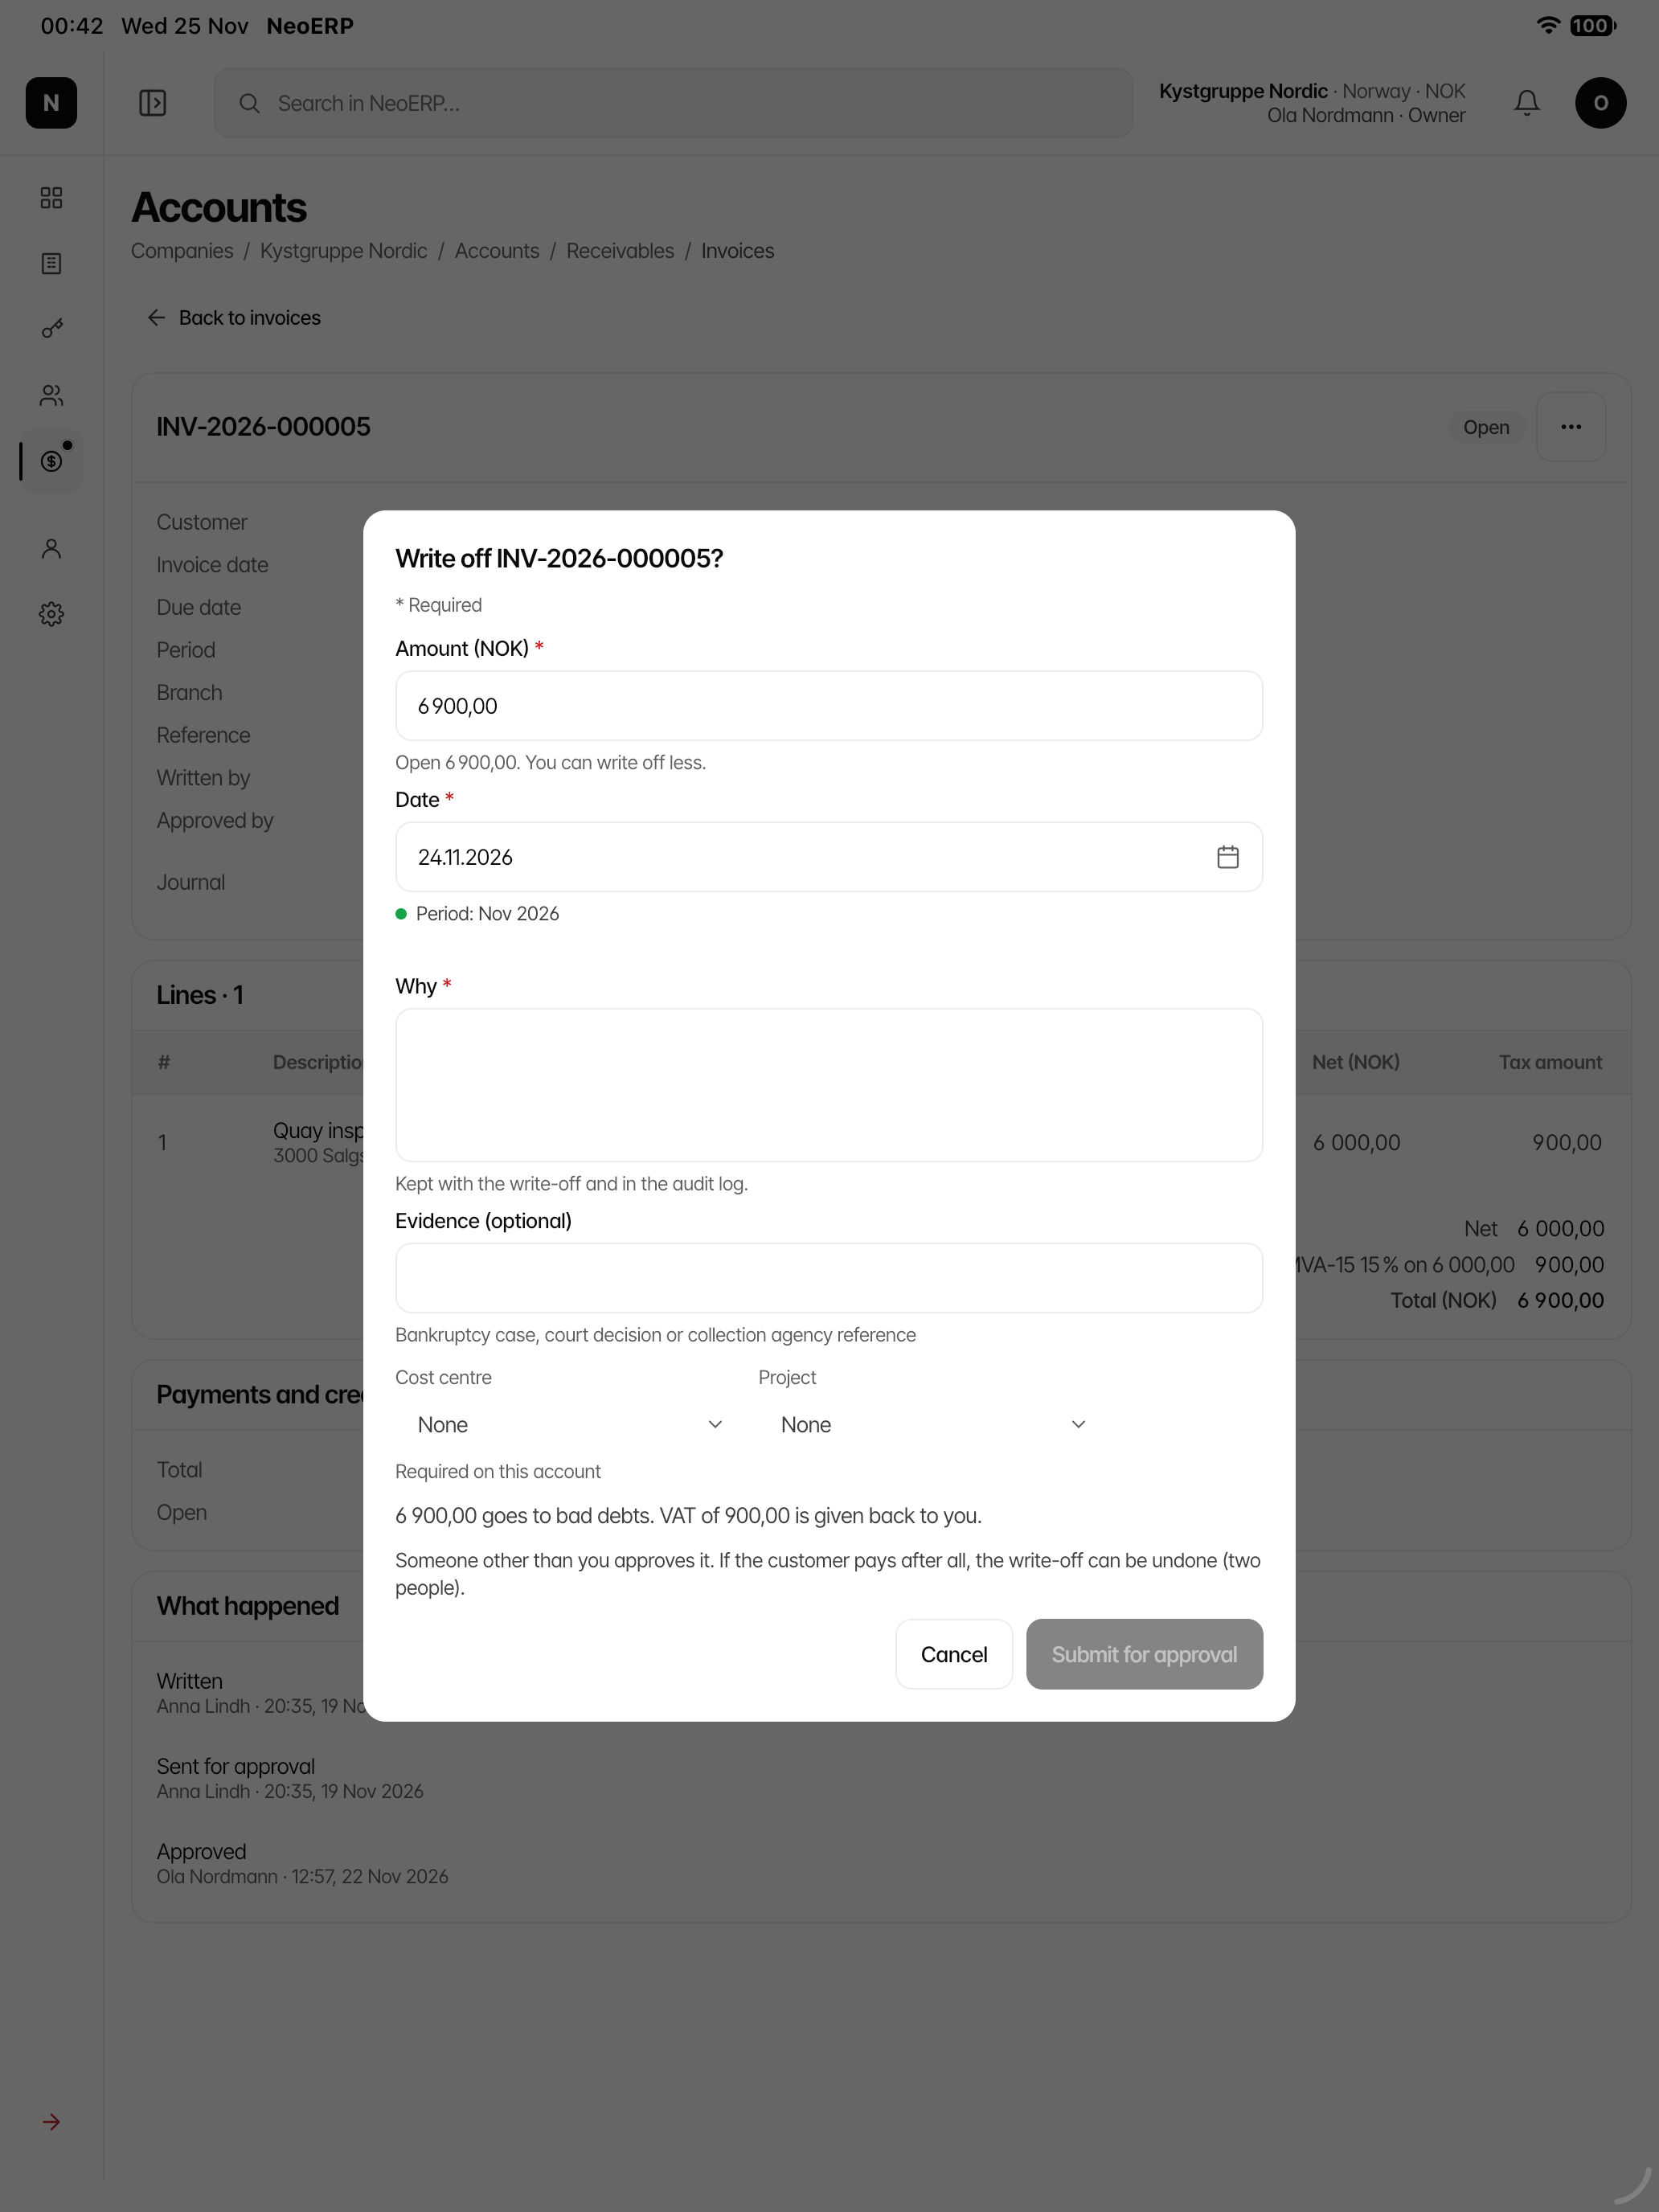 00:42 Wed 25 Nov NeoERP
100
N
Search in NeoERP...
Kystgruppe Nordic · Norway · NOK
Ola Nordmann · Owner
O
Accounts
Companies / Kystgruppe Nordic / Accounts / Receivables / Invoices
Back to invoices
INV-2026-000005
Open
Customer
Invoice date
Due date
Period
Branch
Reference
Written by
Approved by
Journal
Write off INV-2026-000005?
* Required
Amount (NOK) *
6 900,00
Open 6 900,00. You can write off less.
Date *
24.11.2026
Period: Nov 2026
Why *
Kept with the write-off and in the audit log.
Evidence (optional)
Bankruptcy case, court decision or collection agency reference
Cost centre Project
None None
Required on this account
6 900,00 goes to bad debts. VAT of 900,00 is given back to you.
Someone other than you approves it. If the customer pays after all, the write-off can be undone (two
people).
Cancel Submit for approval
Lines · 1
# Net (NOK) Tax amount
1 Quay 6 000,00 900,00
3000
Net 6 000,00
15 % on 6 000,00 900,00
Total (NOK) 6 900,00
Payments and
Total
Open
What happened
Written
Anna Lindh · 20:35, 19
Sent for approval
Anna Lindh · 20:35, 19 Nov 2026
Approved
Ola Nordmann · 12:57, 22 Nov 2026